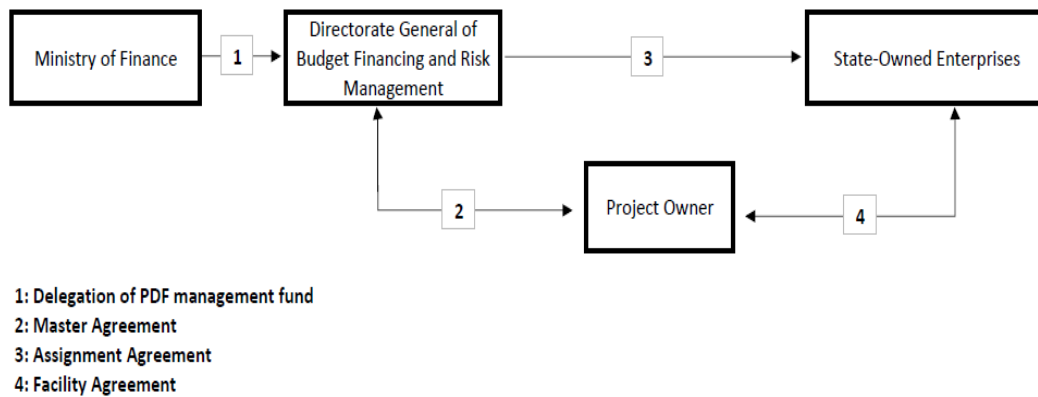 Ministry of Finance
1
Directorate General of
Budget Financing and Risk
Management
3
State-Owned Enterprises
2
Project Owner
4
1: Delegation of PDF management fund
2: Master Agreement
3: Assignment Agreement
4: Facility Agreement